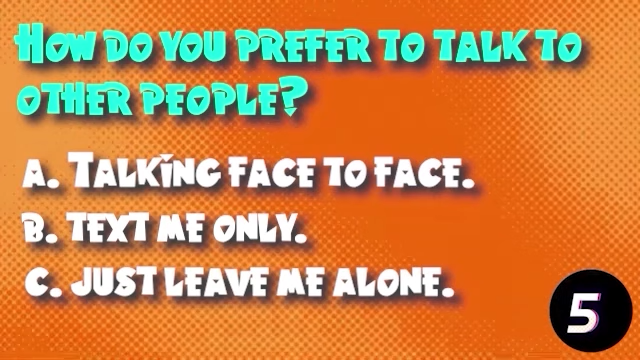 How do you prefer to talk to
other people?
A. Talking face to face.
B. text me only.
C. just leave me alone.
5